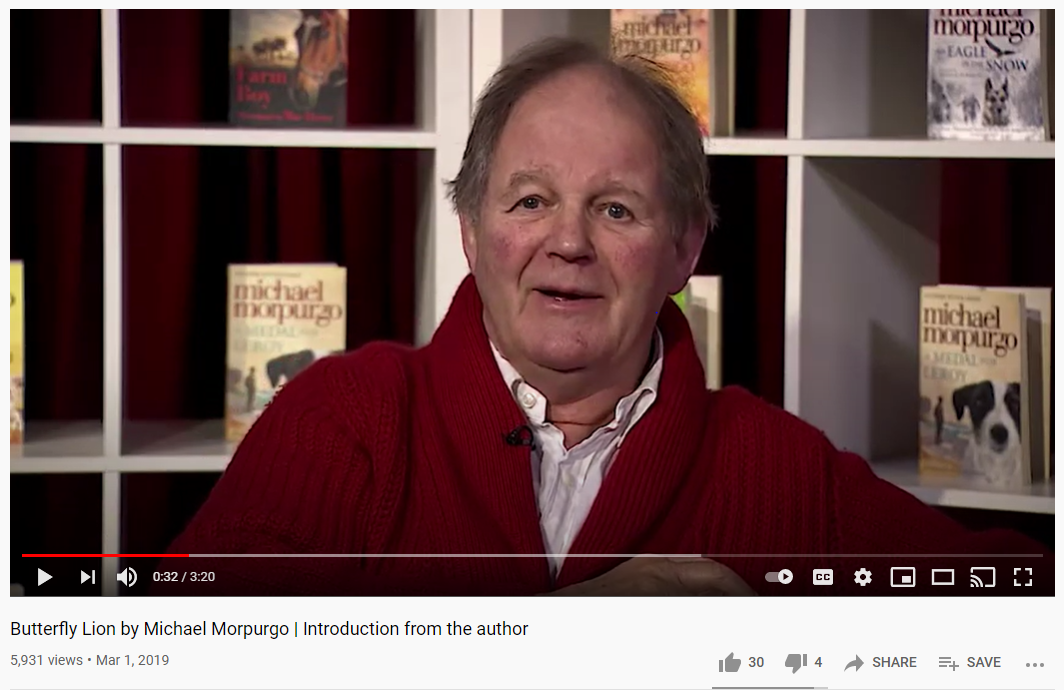 Farm
Boy
michael
morpurgo
michael
morpurgo
EAGLE
IN THE SNOW
michael
morpurgo
A MEDAL FOR
LEROY
michael
morpurgo
A MEDAL FOR
LEROY
0:32 / 3:20
CC
Butterfly Lion by Michael Morpurgo | Introduction from the author
5,931 views • Mar 1, 2019
30
4
SHARE
SAVE